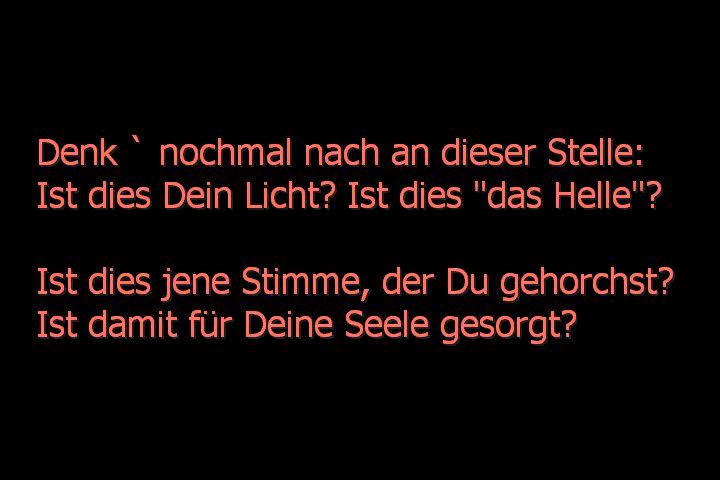 Denk ` nochmal nach an dieser Stelle:
Ist dies Dein Licht? Ist dies "das Helle"?
Ist dies jene Stimme, der Du gehorchst?
Ist damit für Deine Seele gesorgt?